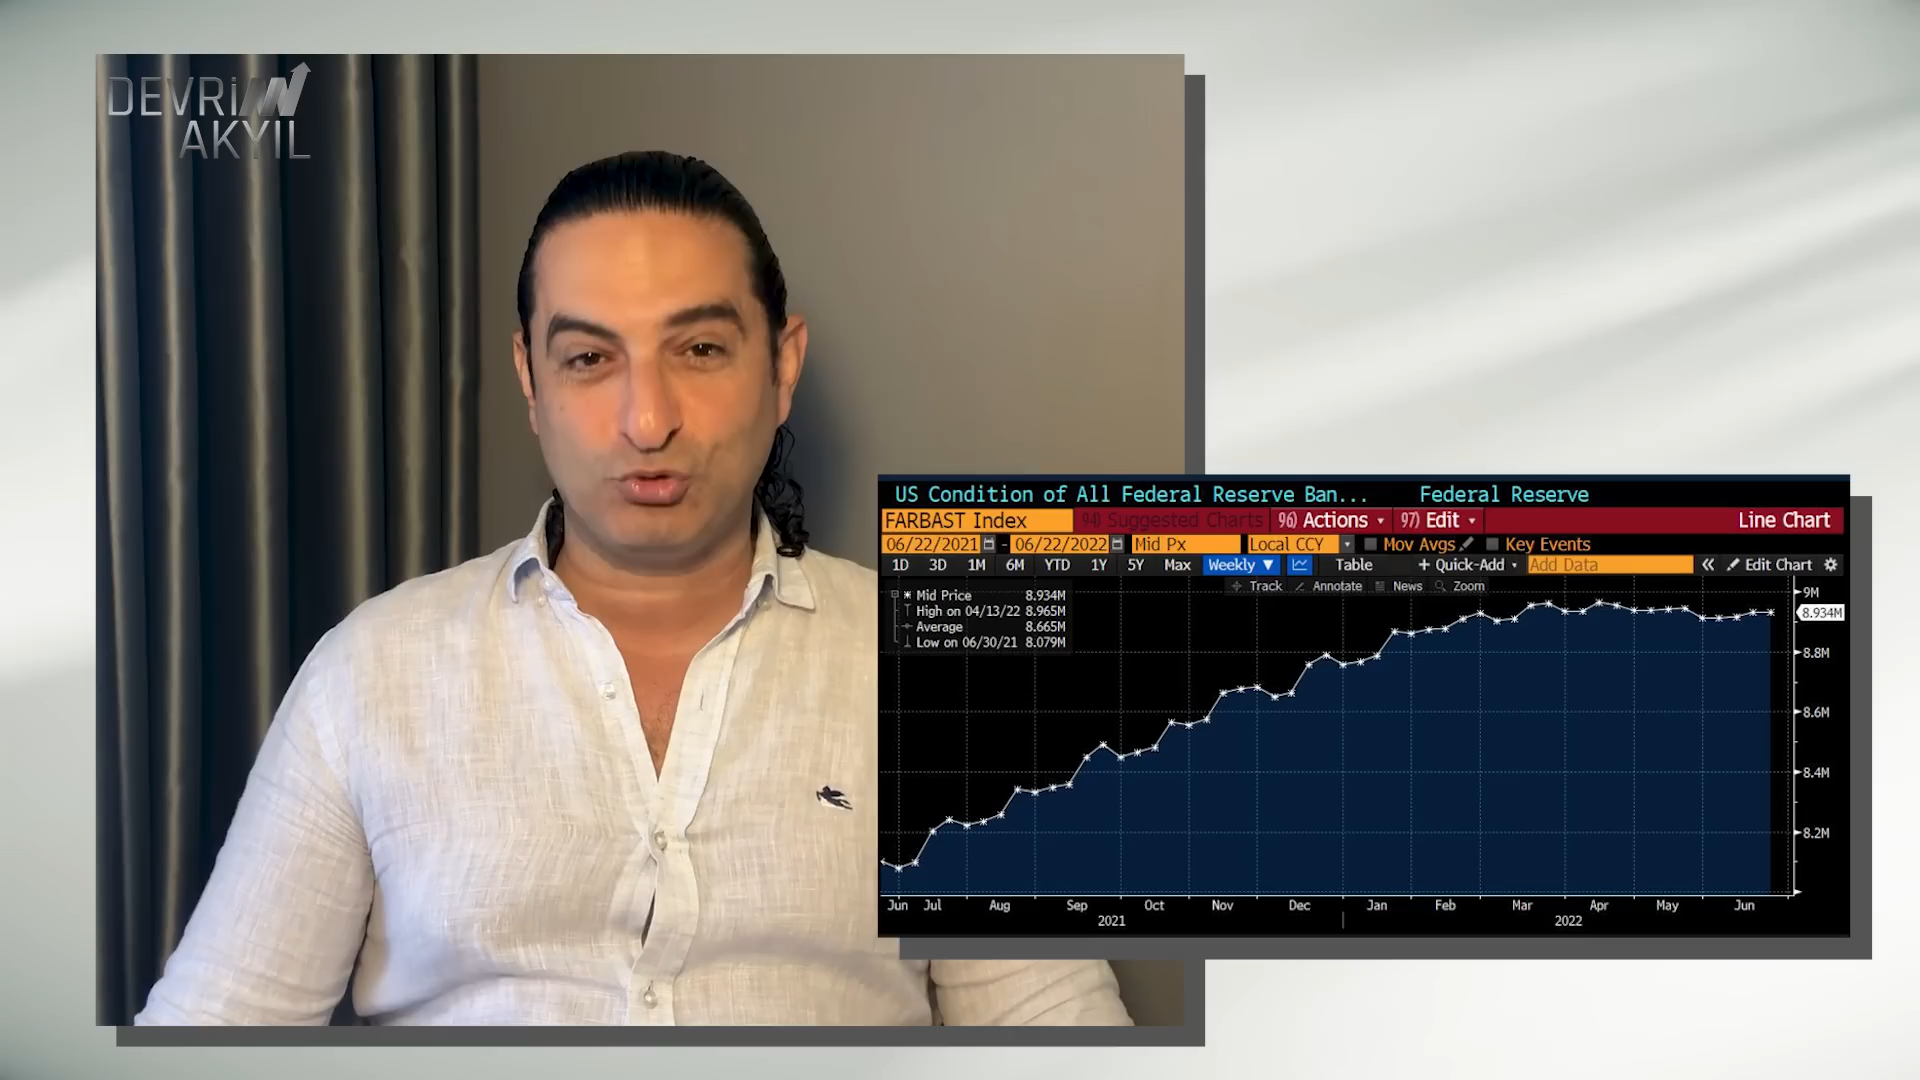 DEVRiM
AKYIL
US Condition of All Federal Reserve Ban... Federal Reserve
FARBAST Index 94) Suggested Charts 96) Actions 97) Edit Line Chart
06/22/2021 - 06/22/2022 Mid Px Local CCY Mov Avgs Key Events
1D 3D 1M 6M YTD 1Y 5Y Max Weekly ▼ Table + Quick-Add Add Data « Edit Chart
Track Annotate News Zoom
Mid Price 8.934M
High on 04/13/22 8.965M
Average 8.665M
Low on 06/30/21 8.079M
9M
8.934M
8.8M
8.6M
8.4M
8.2M
Jun Jul Aug Sep Oct Nov Dec Jan Feb Mar Apr May Jun
2021 2022